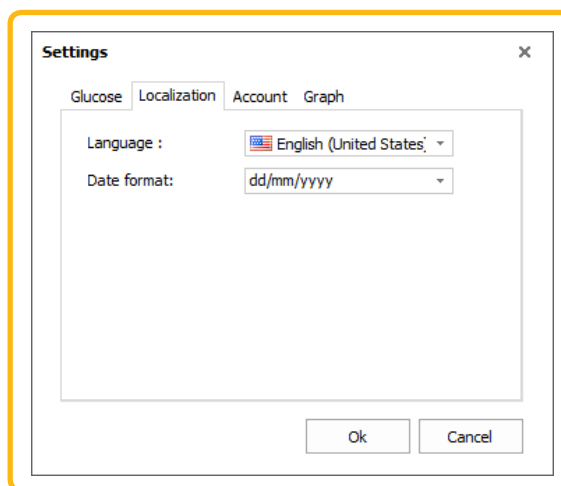 Settings
Glucose Localization Account Graph
Language : English (United States)
Date format: dd/mm/yyyy
Ok Cancel